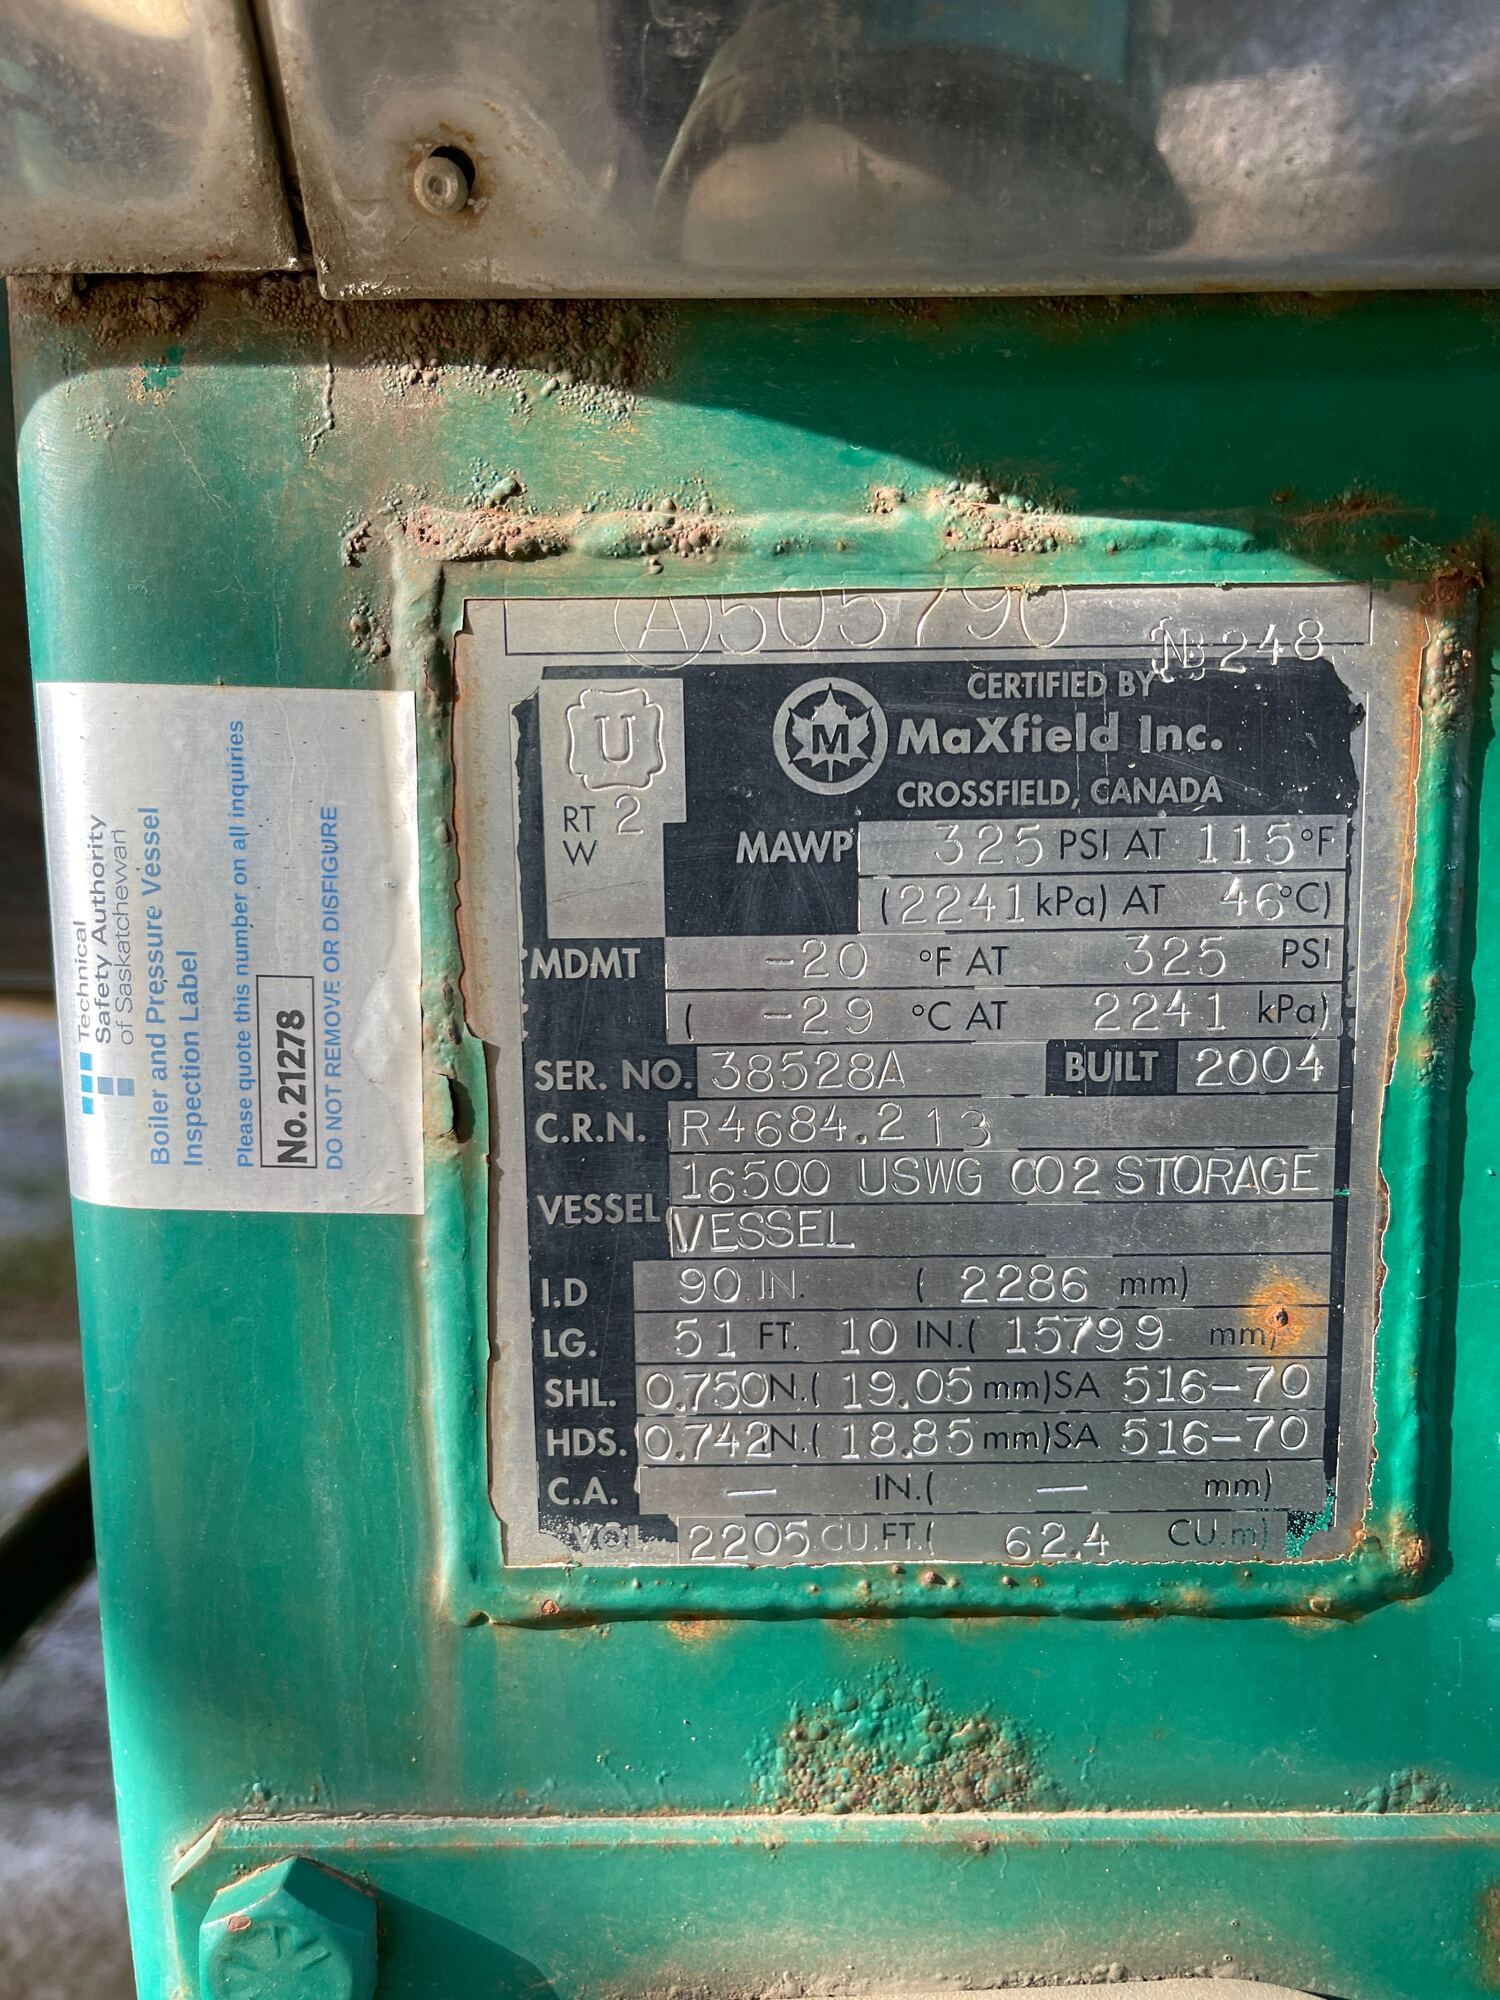 Technical
Safety Authority
of Saskatchewan
Boiler and Pressure Vessel
Inspection Label
Please quote this number on all inquiries
No. 21278
DO NOT REMOVE OR DISFIGURE
(A) 505790
NB 248
U
RT 2
W
CERTIFIED BY
M MaXfield Inc.
CROSSFIELD, CANADA
MAWP 325 PSI AT 115°F
(2241 kPa) AT 46°C)
MDMT -20 °F AT 325 PSI
( -29 °C AT 2241 kPa)
SER. NO. 38528A BUILT 2004
C.R.N. R4684.213
VESSEL 16500 USWG CO2 STORAGE
VESSEL
I.D 90 IN. ( 2286 mm)
LG. 51 FT. 10 IN.( 15799 mm)
SHL. 0.750 N.( 19.05 mm)SA 516-70
HDS. 0.742 N.( 18.85 mm)SA 516-70
C.A. — IN.( — mm)
VOL. 2205 CU.FT.( 62.4 CU.m)